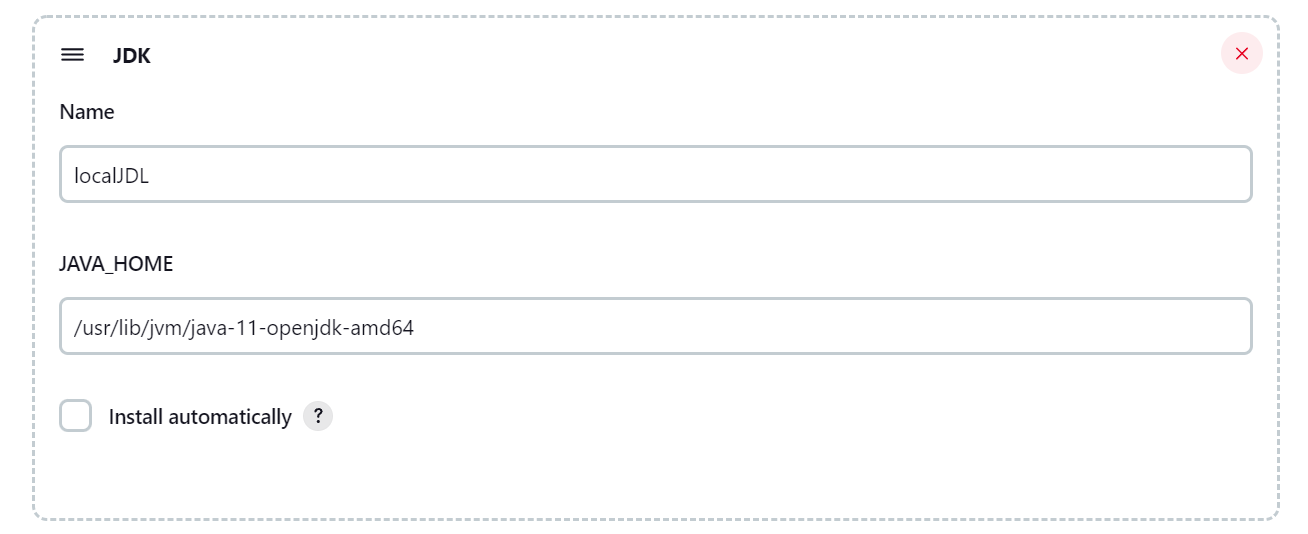 JDK
Name
localJDL
JAVA_HOME
/usr/lib/jvm/java-11-openjdk-amd64
Install automatically ?